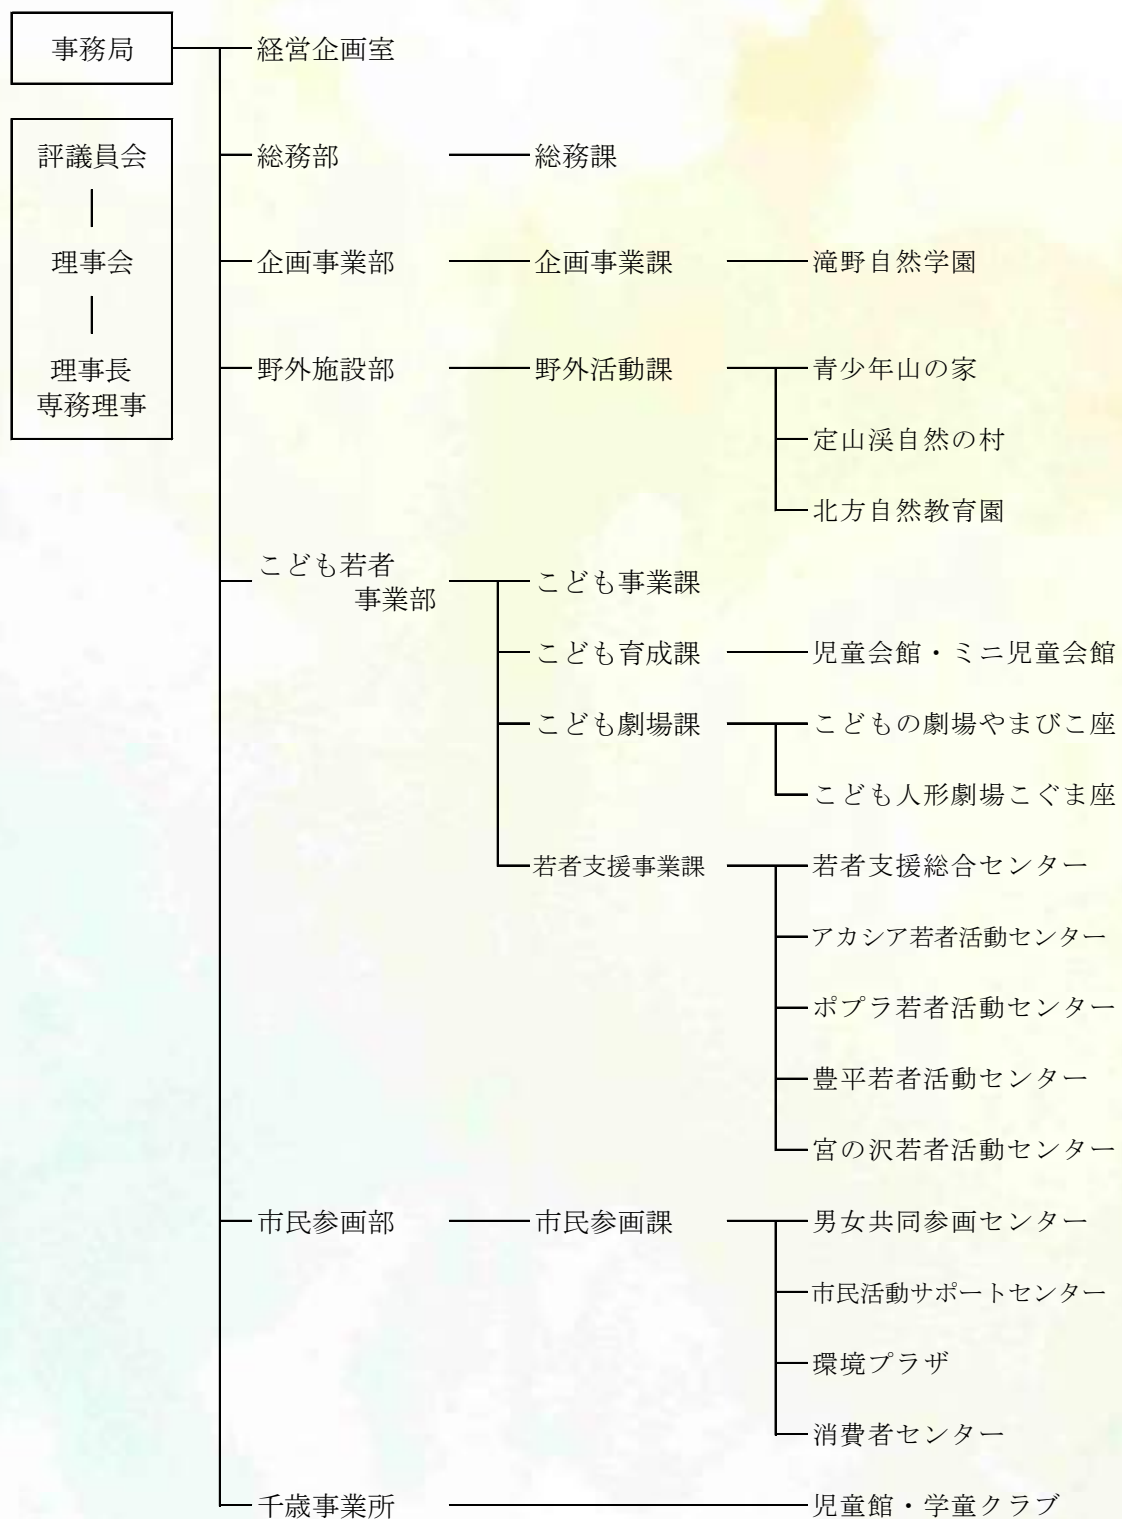 事務局
経営企画室
評議員会
理事会
理事長
専務理事
総務部
総務課
企画事業部
企画事業課
滝野自然学園
野外施設部
野外活動課
青少年山の家
定山渓自然の村
北方自然教育園
こども若者
事業部
こども事業課
こども育成課
児童会館・ミニ児童会館
こども劇場課
こどもの劇場やまびこ座
こども人形劇場こぐま座
若者支援事業課
若者支援総合センター
アカシア若者活動センター
ポプラ若者活動センター
豊平若者活動センター
宮の沢若者活動センター
市民参画部
市民参画課
男女共同参画センター
市民活動サポートセンター
環境プラザ
消費者センター
千歳事業所
児童館・学童クラブ